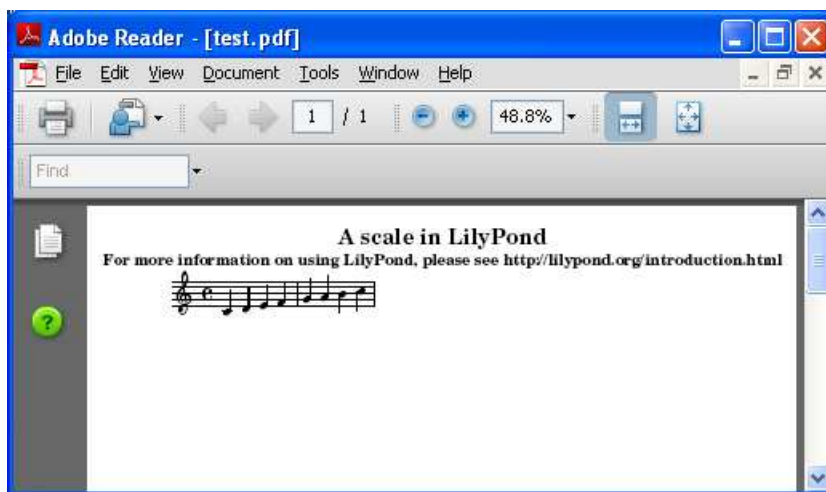 Adobe Reader - [test.pdf]
File Edit View Document Tools Window Help
1 / 1 48.8%
Find
A scale in LilyPond
For more information on using LilyPond, please see http://lilypond.org/introduction.html